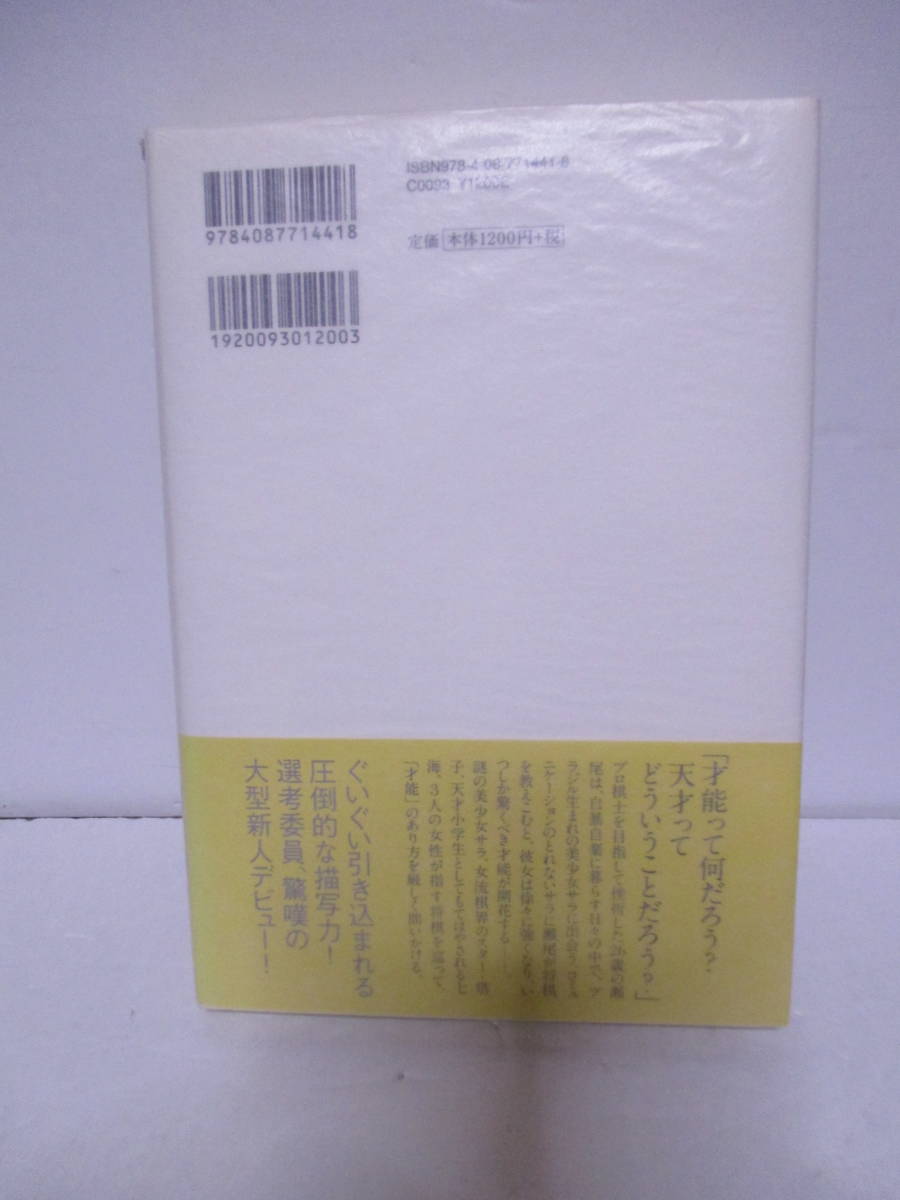 ISBN978-4-08-771441-8
C0093 ¥1200E
9784087714418
定価 本体1200円+税
1920093012003
「才能って何だろう?
天才って
どういうことだろう?」
プロ棋士を目指して挫折した26歳の瀬
尾は、自暴自棄に暮らす日々の中で、ブ
ラジル生まれの美少女サラに出会う。コミュ
ニケーションのとれないサラに瀬尾が将棋
を教えこむと、彼女は徐々に強くなり、い
つしか驚くべき才能が開花する──。
謎の美少女サラ、女流棋界のスター・塔
子、天才小学生としてもてはやされる七
海、3人の女性が指す将棋を巡って、
「才能」のあり方を厳しく問いかける。
ぐいぐい引き込まれる
圧倒的な描写力!
選考委員、驚嘆の
大型新人デビュー!